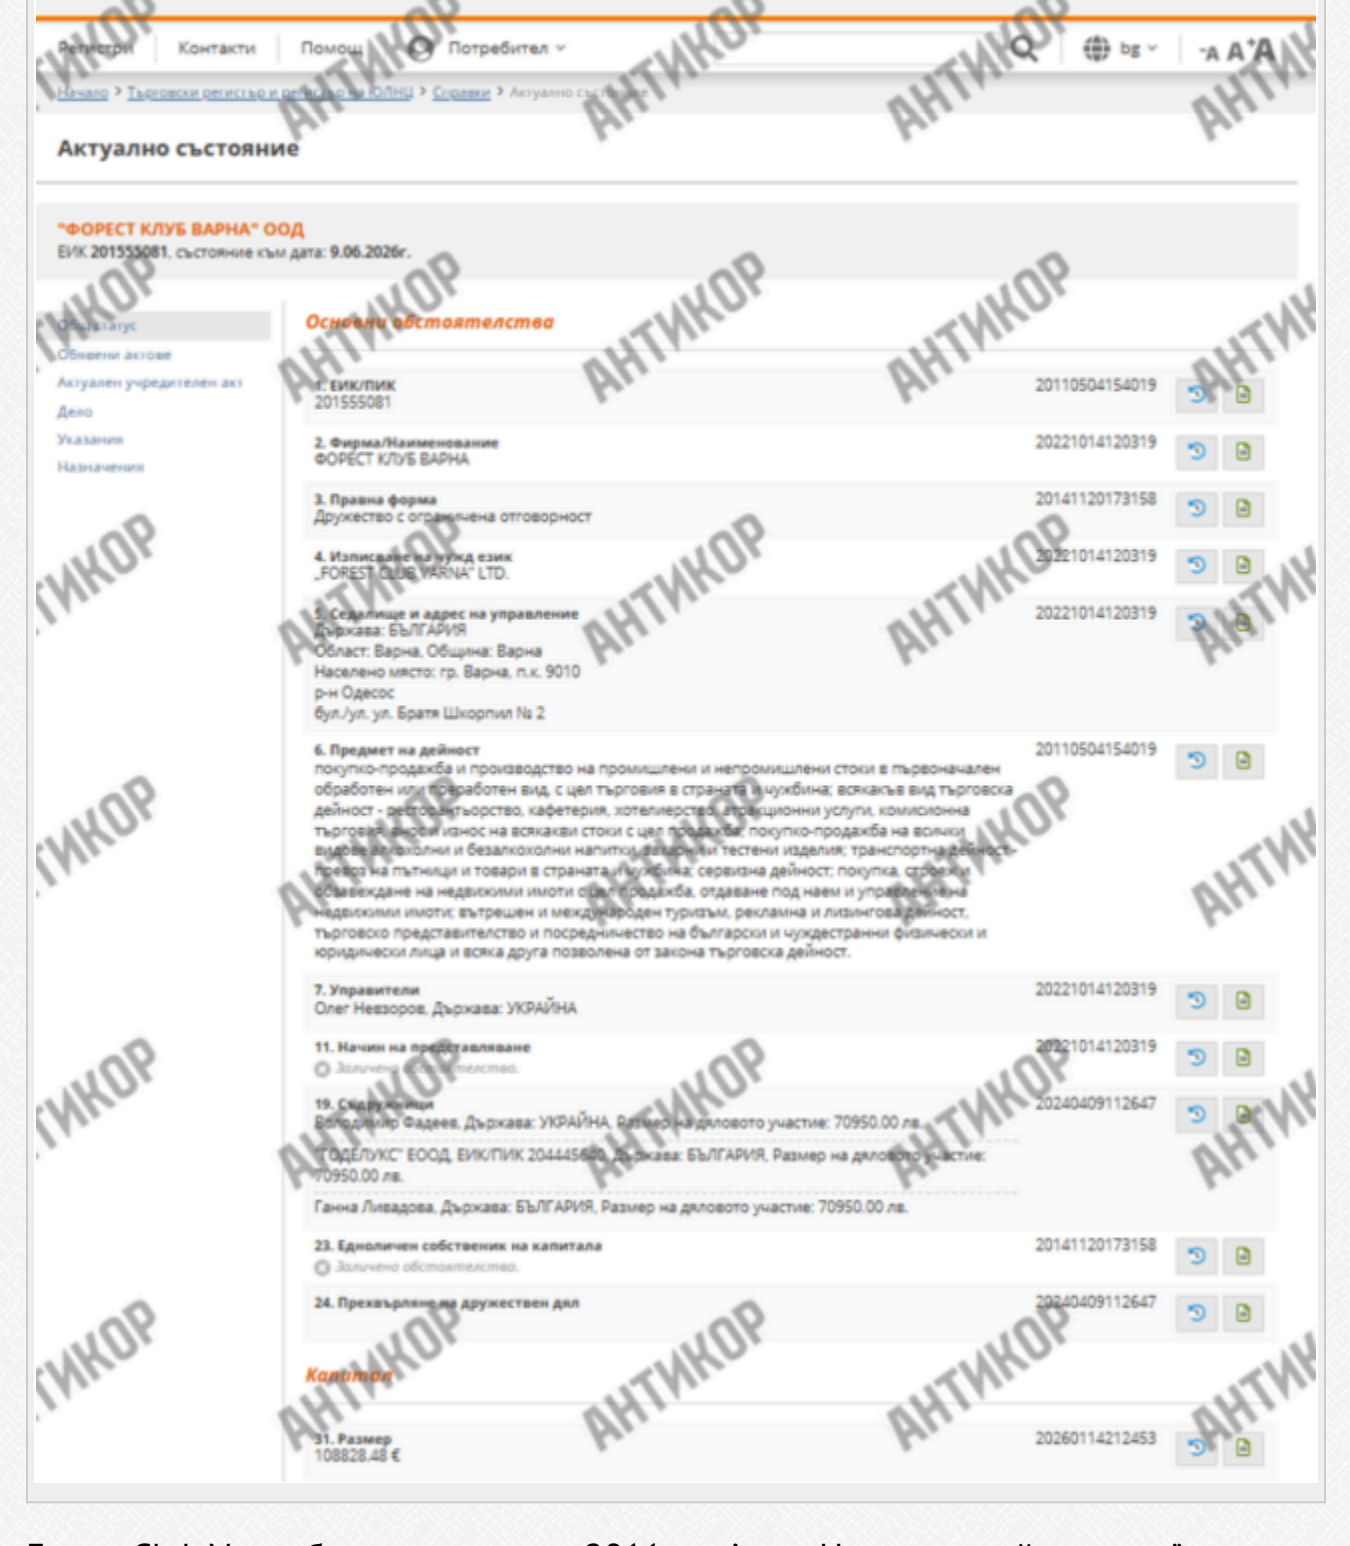 Регистри Контакти Помощ Потребител bg -A A +A
Начало > Търговски регистър и регистър на ЮЛНЦ > Справки > Актуално състояние
Актуално състояние
"ФОРЕСТ КЛУБ ВАРНА" ООД
ЕИК 201555081, състояние към дата: 9.06.2026г.
Общ статус
Обявени актове
Актуален учредителен акт
Дело
Указания
Назначения
Основни обстоятелства
1. ЕИК/ПИК 20110504154019
201555081
2. Фирма/Наименование 20221014120319
ФОРЕСТ КЛУБ ВАРНА
3. Правна форма 20141120173158
Дружество с ограничена отговорност
4. Изписване на чужд език 20221014120319
„FOREST CLUB VARNA" LTD.
5. Седалище и адрес на управление 20221014120319
Държава: БЪЛГАРИЯ
Област: Варна, Община: Варна
Населено място: гр. Варна, п.к. 9010
р-н Одесос
бул./ул. ул. Братя Шкорпил № 2
6. Предмет на дейност 20110504154019
покупко-продажба и производство на промишлени и непромишлени стоки в първоначален
обработен или преработен вид, с цел търговия в страната и чужбина; всякакъв вид търговска
дейност - ресторантьорство, кафетерия, хотелиерство, атракционни услуги, комисионна
търговия, внос и износ на всякакви стоки с цел продажба; покупко-продажба на всички
видове алкохолни и безалкохолни напитки, захарни и тестени изделия; транспортна дейност -
превоз на пътници и товари в страната и чужбина; сервизна дейност; покупка, строеж и
обзавеждане на недвижими имоти с цел продажба, отдаване под наем и управление на
недвижими имоти; вътрешен и международен туризъм, рекламна и лизингова дейност,
търговско представителство и посредничество на български и чуждестранни физически и
юридически лица и всяка друга позволена от закона търговска дейност.
7. Управители 20221014120319
Олег Невзоров, Държава: УКРАЙНА
11. Начин на представляване 20221014120319
Заличено обстоятелство.
19. Съдружници 20240409112647
Володимир Фадеев, Държава: УКРАЙНА, Размер на дяловото участие: 70950.00 лв.
"ГОДЕЛУКС" ЕООД, ЕИК/ПИК 204445640, Държава: БЪЛГАРИЯ, Размер на дяловото участие:
70950.00 лв.
Ганна Ливадова, Държава: БЪЛГАРИЯ, Размер на дяловото участие: 70950.00 лв.
23. Едноличен собственик на капитала 20141120173158
Заличено обстоятелство.
24. Прехвърляне на дружествен дял 20240409112647
Капитал
31. Размер 20260114212453
108828.48 €